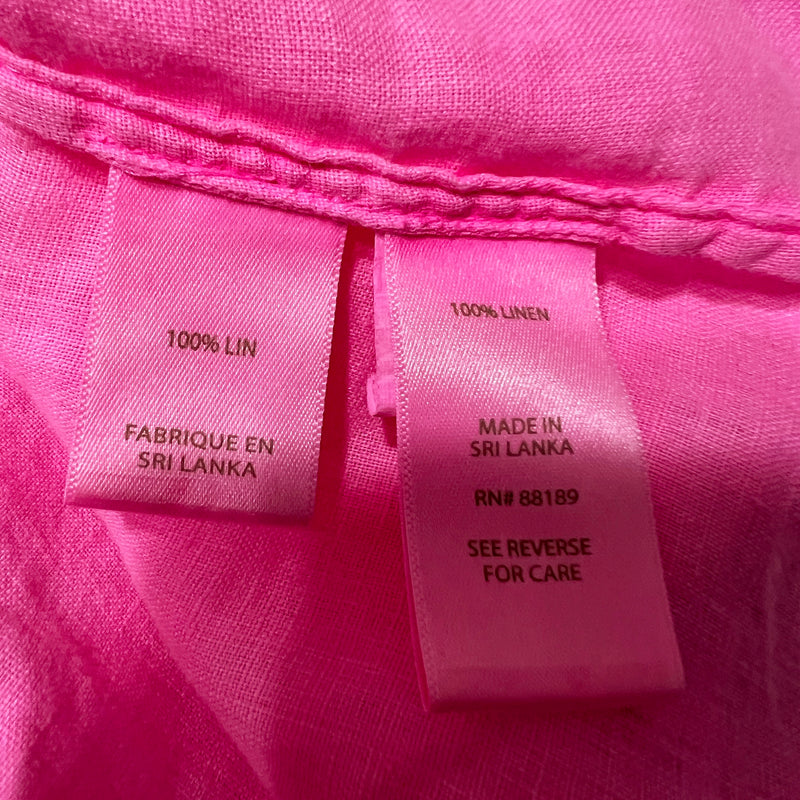 100% LIN
FABRIQUE EN
SRI LANKA
100% LINEN
MADE IN
SRI LANKA
RN# 88189
SEE REVERSE
FOR CARE